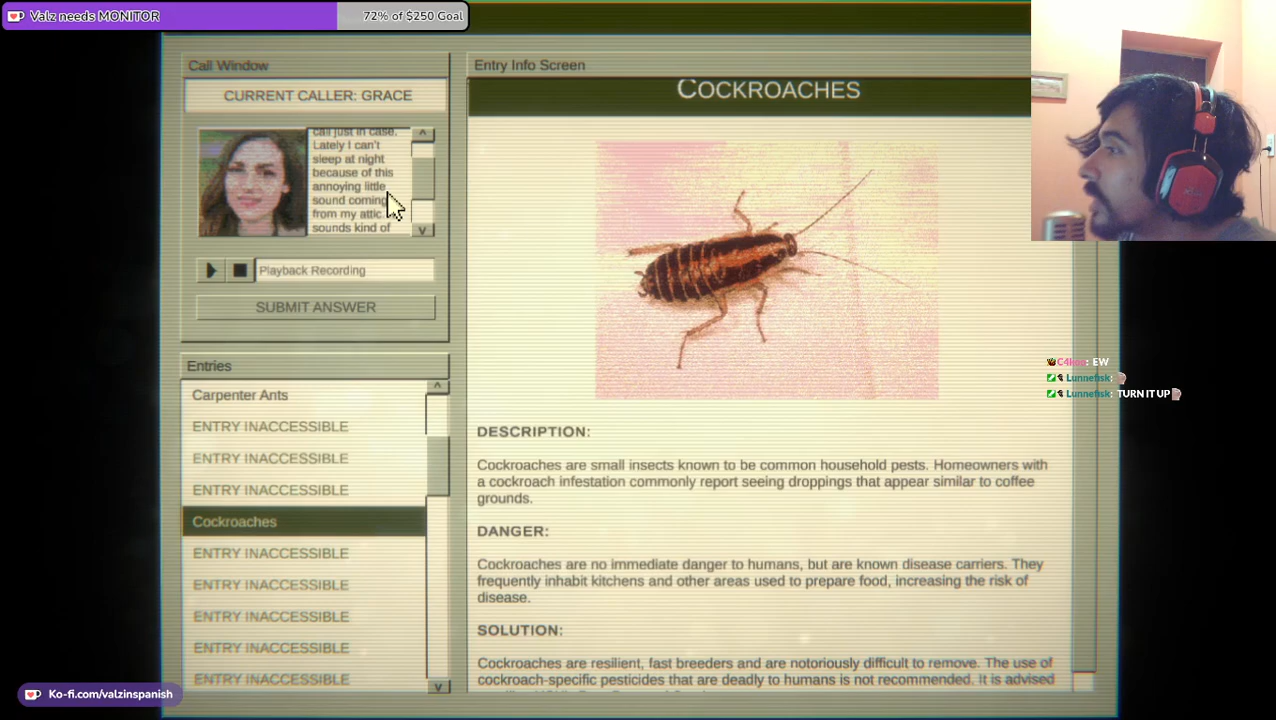 Valz needs MONITOR
72% of $250 Goal
Call Window
CURRENT CALLER: GRACE
call just in case.
Lately I can't
sleep at night
because of this
annoying little
sound coming
from my attic.
sounds kind of
Playback Recording
SUBMIT ANSWER
Entries
Carpenter Ants
ENTRY INACCESSIBLE
ENTRY INACCESSIBLE
ENTRY INACCESSIBLE
Cockroaches
ENTRY INACCESSIBLE
ENTRY INACCESSIBLE
ENTRY INACCESSIBLE
ENTRY INACCESSIBLE
ENTRY INACCESSIBLE
Ko-fi.com/valzinspanish
Entry Info Screen
COCKROACHES
DESCRIPTION:
Cockroaches are small insects known to be common household pests. Homeowners with
a cockroach infestation commonly report seeing droppings that appear similar to coffee
grounds.
DANGER:
Cockroaches are no immediate danger to humans, but are known disease carriers. They
frequently inhabit kitchens and other areas used to prepare food, increasing the risk of
disease.
SOLUTION:
Cockroaches are resilient, fast breeders and are notoriously difficult to remove. The use of
cockroach-specific pesticides that are deadly to humans is not recommended. It is advised
C4hoo: EW
Lunnefisk:
Lunnefisk: TURN IT UP